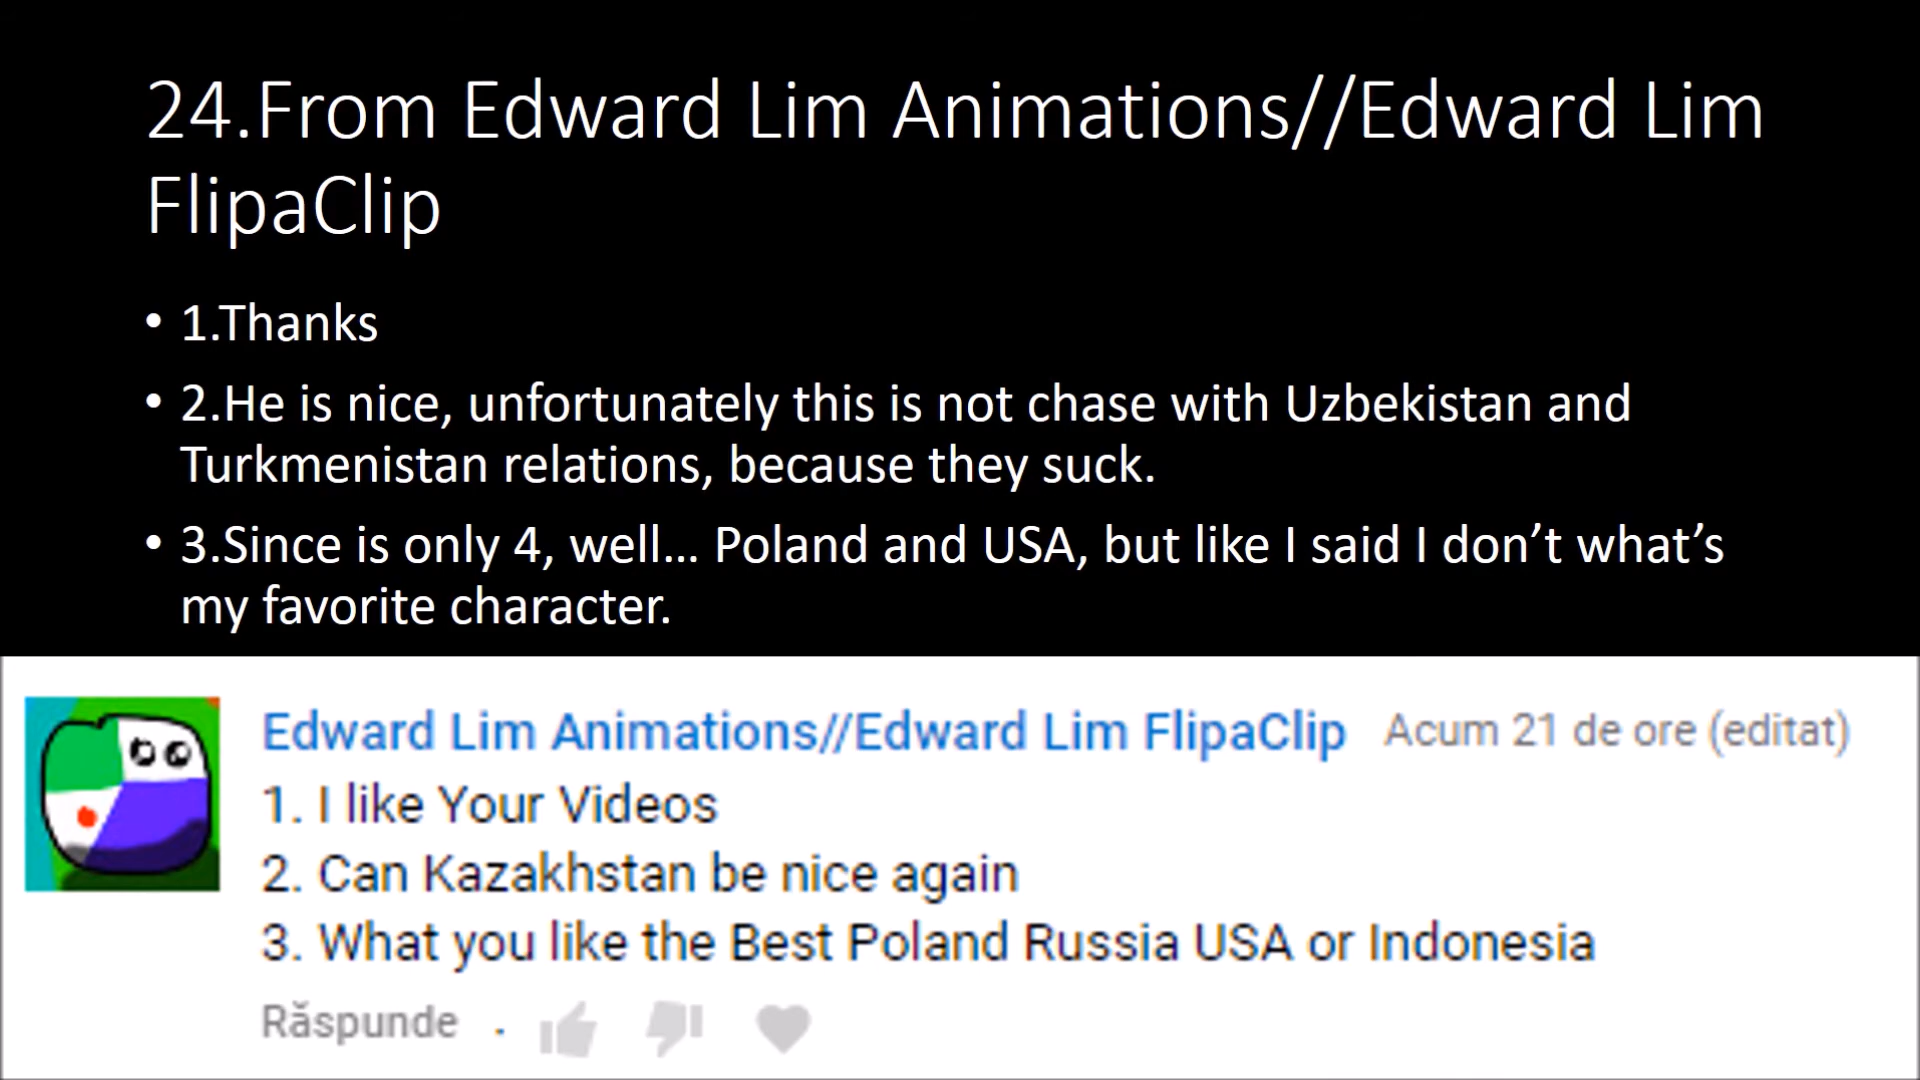 24.From Edward Lim Animations//Edward Lim
FlipaClip
• 1.Thanks
• 2.He is nice, unfortunately this is not chase with Uzbekistan and
Turkmenistan relations, because they suck.
• 3.Since is only 4, well... Poland and USA, but like I said I don’t what’s
my favorite character.
Edward Lim Animations//Edward Lim FlipaClip Acum 21 de ore (editat)
1. I like Your Videos
2. Can Kazakhstan be nice again
3. What you like the Best Poland Russia USA or Indonesia
Răspunde